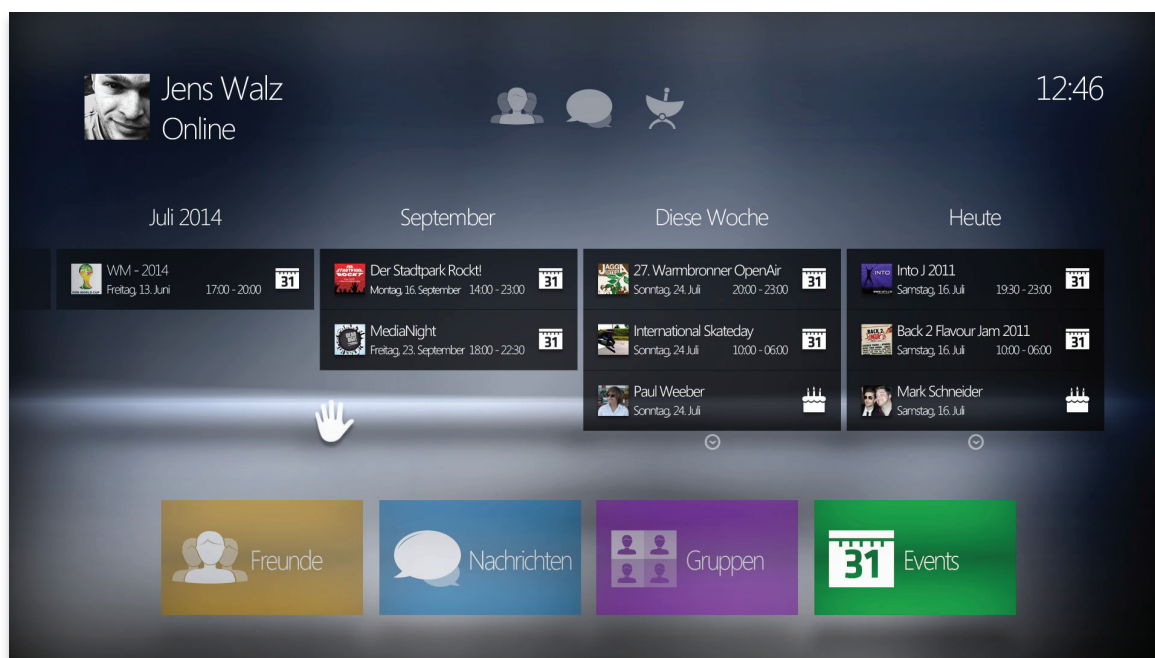 Jens Walz
Online
12:46
Juli 2014
WM - 2014
Freitag, 13. Juni 17:00 - 20:00
31
September
Der Stadtpark Rockt!
Montag, 16. September 14:00 - 23:00
31
MediaNight
Freitag, 23. September 18:00 - 22:30
31
Diese Woche
27. Warmbronner OpenAir
Sonntag, 24. Juli 20:00 - 23:00
31
International Skateday
Sonntag, 24 Juli 10:00 - 06:00
31
Paul Weeber
Sonntag, 24. Juli
Heute
INTO
Into J 2011
Samstag, 16. Juli 19:30 - 23:00
31
Back 2 Flavour Jam 2011
Samstag, 16. Juli 10:00 - 06:00
31
Mark Schneider
Samstag, 16. Juli
Freunde
Nachrichten
Gruppen
31
Events